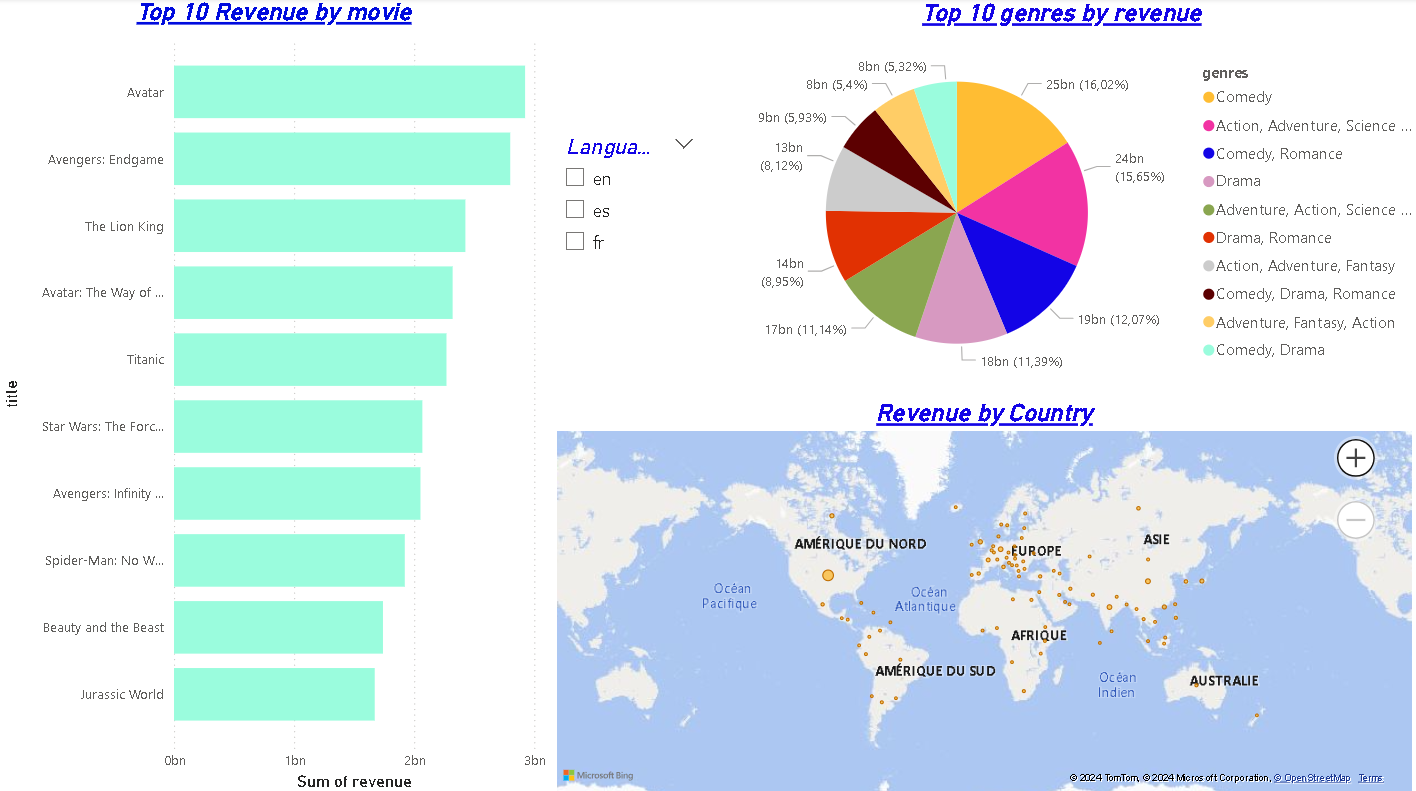 Top 10 Revenue by movie
title
Avatar
Avengers: Endgame
The Lion King
Avatar: The Way of ...
Titanic
Star Wars: The Forc...
Avengers: Infinity ...
Spider-Man: No W...
Beauty and the Beast
Jurassic World
0bn
1bn
2bn
3bn
Sum of revenue
Langua...
en
es
fr
Top 10 genres by revenue
25bn (16,02%)
24bn
(15,65%)
19bn (12,07%)
18bn (11,39%)
17bn (11,14%)
14bn
(8,95%)
13bn
(8,12%)
9bn (5,93%)
8bn (5,4%)
8bn (5,32%)
genres
Comedy
Action, Adventure, Science ...
Comedy, Romance
Drama
Adventure, Action, Science ...
Drama, Romance
Action, Adventure, Fantasy
Comedy, Drama, Romance
Adventure, Fantasy, Action
Comedy, Drama
Revenue by Country
AMÉRIQUE DU NORD
EUROPE
ASIE
Océan
Pacifique
Océan
Atlantique
AFRIQUE
AMÉRIQUE DU SUD
Océan
Indien
AUSTRALIE
Microsoft Bing
© 2024 TomTom, © 2024 Microsoft Corporation, © OpenStreetMap Terms